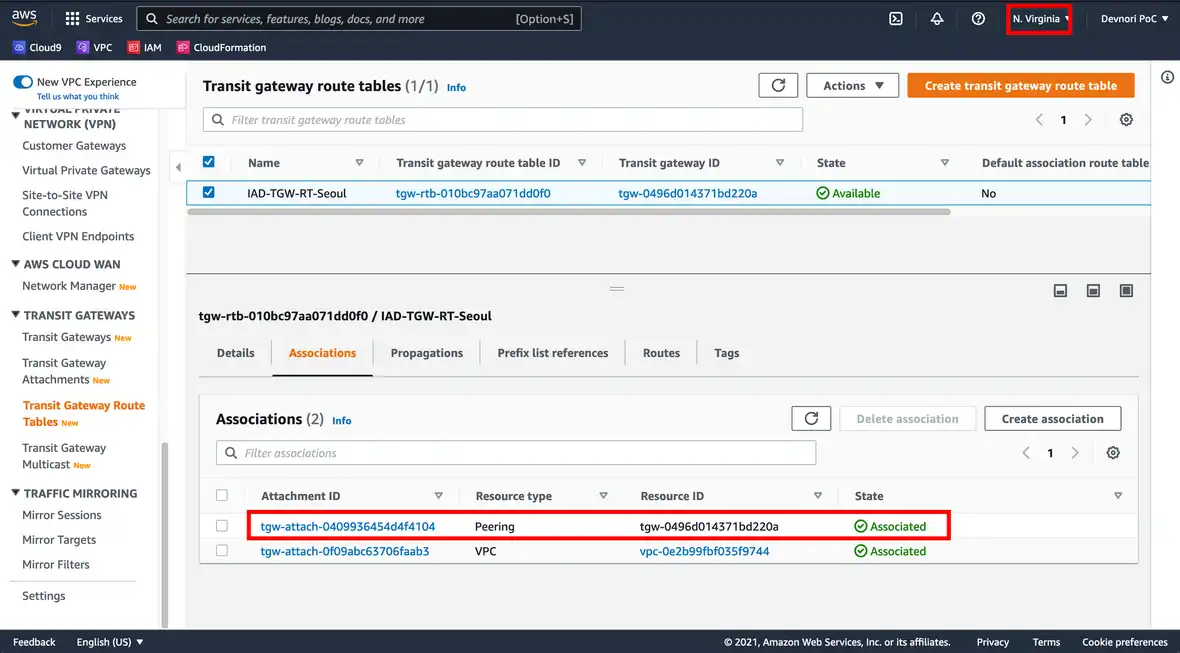 aws
Services
Search for services, features, blogs, docs, and more
[Option+S]
N. Virginia
Devnori PoC
Cloud9
VPC
IAM
CloudFormation
New VPC Experience
Tell us what you think
VIRTUAL PRIVATE
NETWORK (VPN)
Customer Gateways
Virtual Private Gateways
Site-to-Site VPN
Connections
Client VPN Endpoints
AWS CLOUD WAN
Network Manager New
TRANSIT GATEWAYS
Transit Gateways New
Transit Gateway
Attachments New
Transit Gateway Route
Tables New
Transit Gateway
Multicast New
TRAFFIC MIRRORING
Mirror Sessions
Mirror Targets
Mirror Filters
Settings
Transit gateway route tables (1/1) Info
Actions
Create transit gateway route table
Filter transit gateway route tables
1
Name Transit gateway route table ID Transit gateway ID State Default association route table
IAD-TGW-RT-Seoul tgw-rtb-010bc97aa071dd0f0 tgw-0496d014371bd220a Available No
tgw-rtb-010bc97aa071dd0f0 / IAD-TGW-RT-Seoul
Details Associations Propagations Prefix list references Routes Tags
Associations (2) Info
Delete association
Create association
Filter associations
1
Attachment ID Resource type Resource ID State
tgw-attach-0409936454d4f4104 Peering tgw-0496d014371bd220a Associated
tgw-attach-0f09abc63706faab3 VPC vpc-0e2b99fbf035f9744 Associated
Feedback English (US) © 2021, Amazon Web Services, Inc. or its affiliates. Privacy Terms Cookie preferences